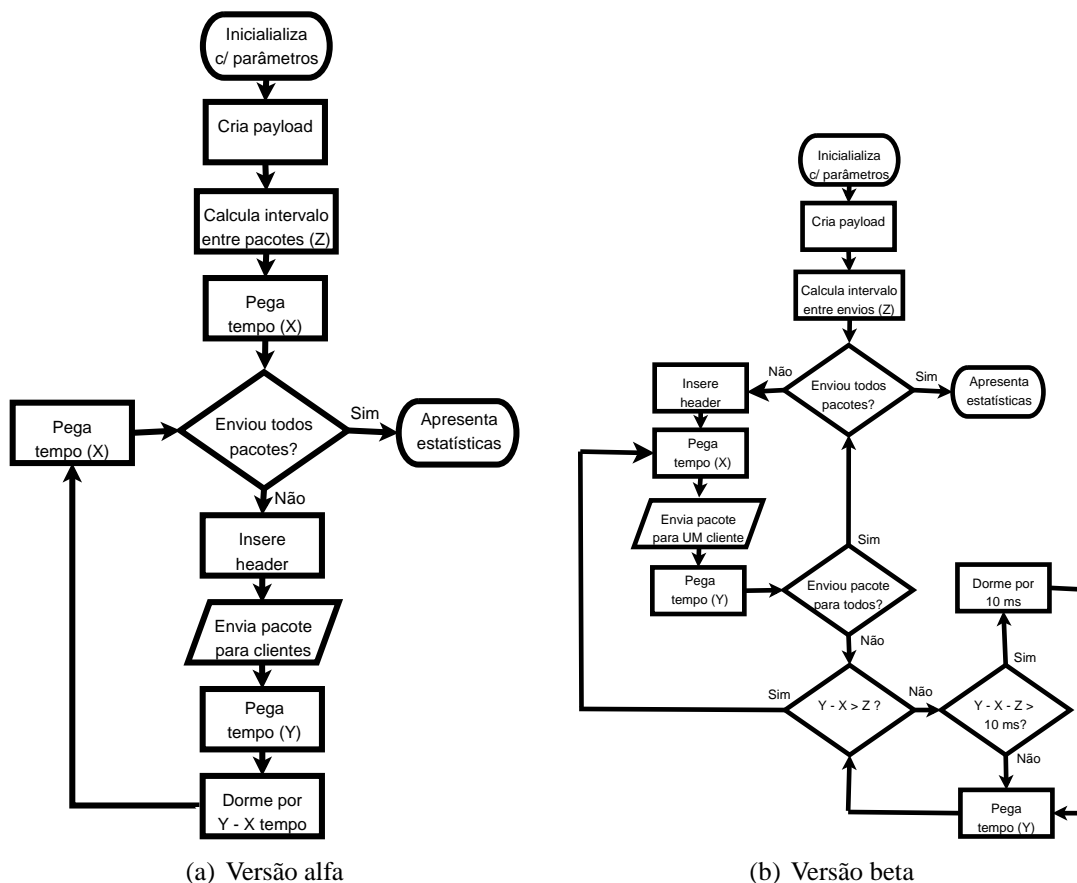 Inicialializa
c/ parâmetros
Cria payload
Calcula intervalo
entre pacotes (Z)
Pega
tempo (X)
Pega
tempo (X)
Enviou todos
pacotes?
Sim
Apresenta
estatísticas
Não
Insere
header
Envia pacote
para clientes
Pega
tempo (Y)
Dorme por
Y - X tempo
(a) Versão alfa
Inicialializa
c/ parâmetros
Cria payload
Calcula intervalo
entre envios (Z)
Enviou todos
pacotes?
Não
Sim
Apresenta
estatísticas
Insere
header
Pega
tempo (X)
Envia pacote
para UM cliente
Pega
tempo (Y)
Enviou pacote
para todos?
Sim
Não
Y - X > Z ?
Sim
Não
Y - X - Z >
10 ms?
Sim
Dorme por
10 ms
Não
Pega
tempo (Y)
(b) Versão beta